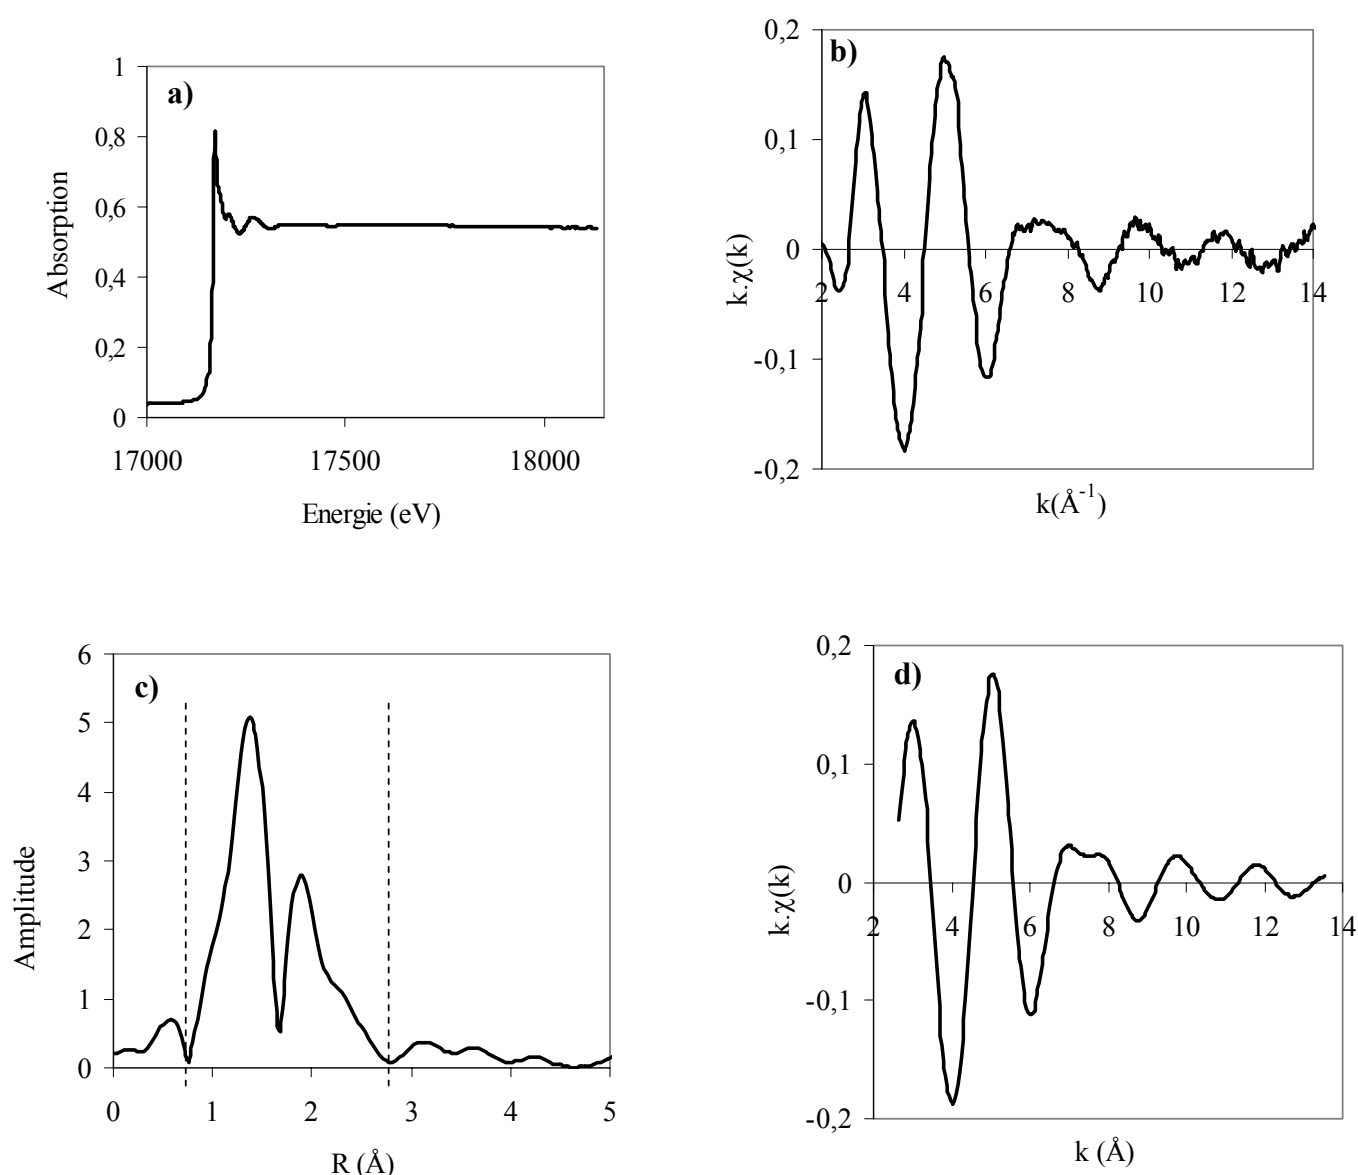 a)
1
0,8
0,6
0,4
0,2
0
Absorption
17000 17500 18000
Energie (eV)
b)
0,2
0,1
0
-0,1
-0,2
k.χ(k)
2 4 6 8 10 12 14
k(Å-1)
c)
6
5
4
3
2
1
0
Amplitude
0 1 2 3 4 5
R (Å)
d)
0,2
0,1
0
-0,1
-0,2
k.χ(k)
2 4 6 8 10 12 14
k (Å)